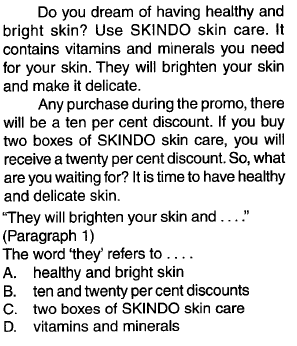 Do you dream of having healthy and
bright skin? Use SKINDO skin care. It
contains vitamins and minerals you need
for your skin. They will brighten your skin
and make it delicate.
Any purchase during the promo, there
will be a ten per cent discount. If you buy
two boxes of SKINDO skin care, you will
receive a twenty per cent discount. So, what
are you waiting for? It is time to have healthy
and delicate skin.
“They will brighten your skin and . . . .”
(Paragraph 1)
The word ‘they’ refers to . . . .
A. healthy and bright skin
B. ten and twenty per cent discounts
C. two boxes of SKINDO skin care
D. vitamins and minerals